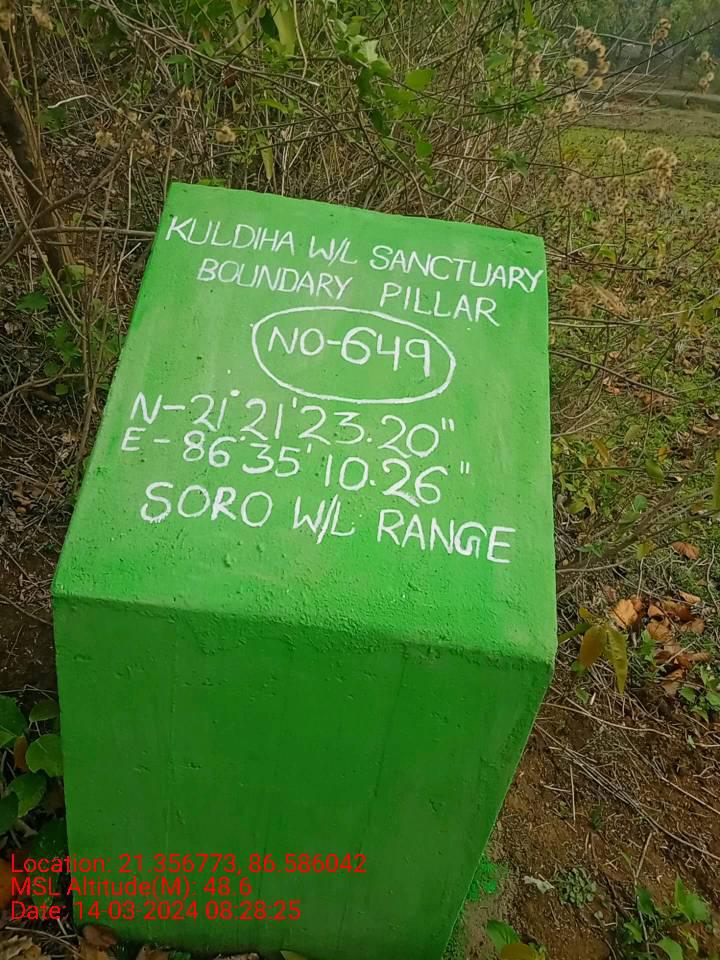 KULDIHA W/L SANCTUARY
BOUNDARY PILLAR
NO-649
N-21°21'23.20"
E-86°35'10.26"
SORO W/L RANGE
Location: 21.356773, 86.586042
MSL Altitude(M): 48.6
Date: 14-03-2024 08:28:25